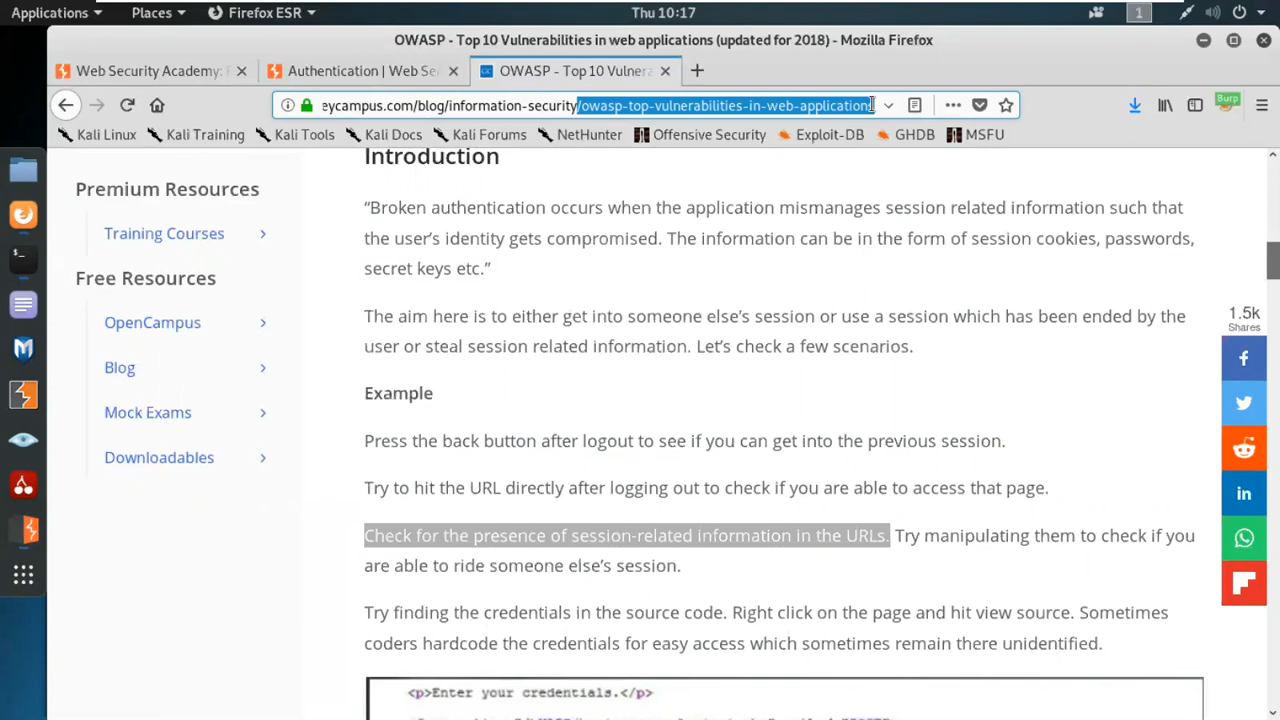 Applications Places Firefox ESR Thu 10:17 1
OWASP - Top 10 Vulnerabilities in web applications (updated for 2018) - Mozilla Firefox
Web Security Academy: F Authentication | Web Se OWASP - Top 10 Vulnera
eycampus.com/blog/information-security/owasp-top-vulnerabilities-in-web-applications Burp
Kali Linux Kali Training Kali Tools Kali Docs Kali Forums NetHunter Offensive Security Exploit-DB GHDB MSFU
Premium Resources
Training Courses
Free Resources
OpenCampus
Blog
Mock Exams
Downloadables
Introduction
“Broken authentication occurs when the application mismanages session related information such that
the user’s identity gets compromised. The information can be in the form of session cookies, passwords,
secret keys etc.”
The aim here is to either get into someone else’s session or use a session which has been ended by the
user or steal session related information. Let’s check a few scenarios.
Example
Press the back button after logout to see if you can get into the previous session.
Try to hit the URL directly after logging out to check if you are able to access that page.
Check for the presence of session-related information in the URLs. Try manipulating them to check if you
are able to ride someone else’s session.
Try finding the credentials in the source code. Right click on the page and hit view source. Sometimes
coders hardcode the credentials for easy access which sometimes remain there unidentified.
<p>Enter your credentials.</p>
1.5k
Shares